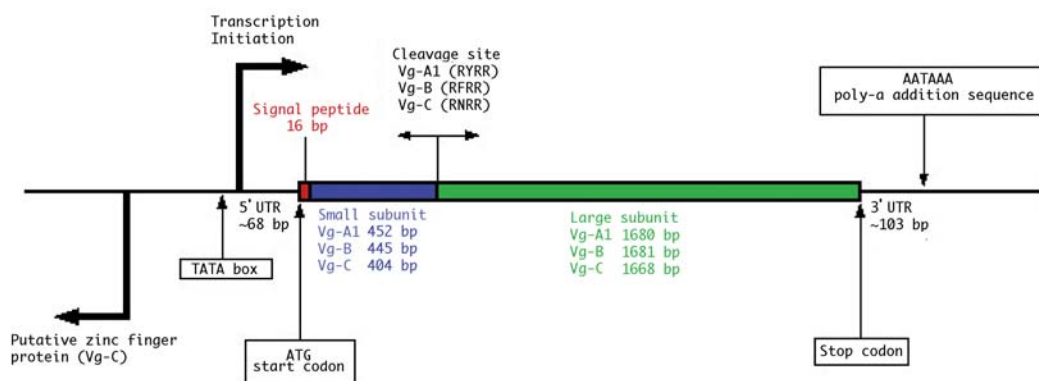 Transcription
Initiation
Signal peptide
16 bp
Cleavage site
Vg-A1 (RYRR)
Vg-B (RFRR)
Vg-C (RNRR)
AATAAA
poly-a addition sequence
5' UTR
~68 bp
TATA box
Small subunit
Vg-A1 452 bp
Vg-B 445 bp
Vg-C 404 bp
Large subunit
Vg-A1 1680 bp
Vg-B 1681 bp
Vg-C 1668 bp
3' UTR
~103 bp
Putative zinc finger
protein (Vg-C)
ATG
start codon
Stop codon